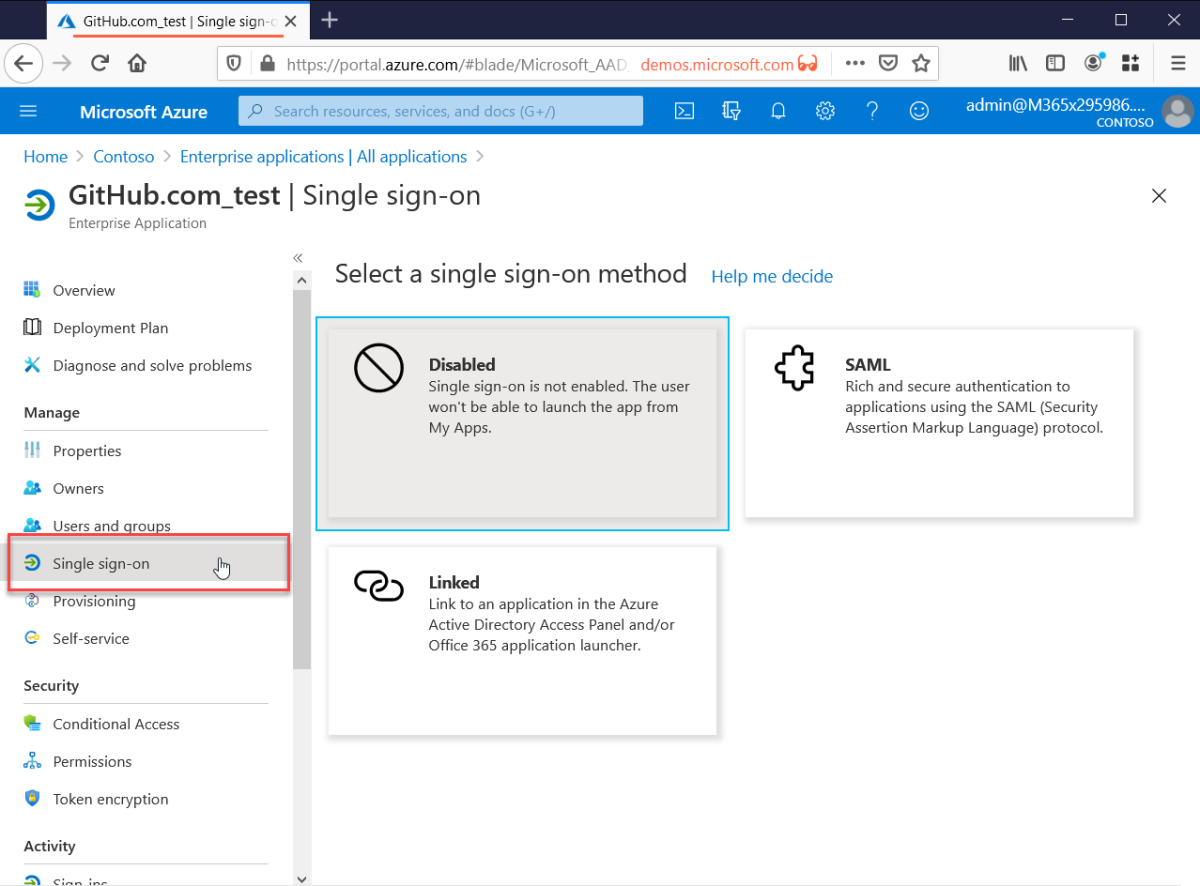 GitHub.com_test | Single sign-o
https://portal.azure.com/#blade/Microsoft_AAD_ demos.microsoft.com
Microsoft Azure
Search resources, services, and docs (G+/)
admin@M365x295986....
CONTOSO
Home > Contoso > Enterprise applications | All applications >
GitHub.com_test | Single sign-on
Enterprise Application
«
Overview
Deployment Plan
Diagnose and solve problems
Manage
Properties
Owners
Users and groups
Single sign-on
Provisioning
Self-service
Security
Conditional Access
Permissions
Token encryption
Activity
Sign-ins
Select a single sign-on method Help me decide
Disabled
Single sign-on is not enabled. The user
won't be able to launch the app from
My Apps.
SAML
Rich and secure authentication to
applications using the SAML (Security
Assertion Markup Language) protocol.
Linked
Link to an application in the Azure
Active Directory Access Panel and/or
Office 365 application launcher.